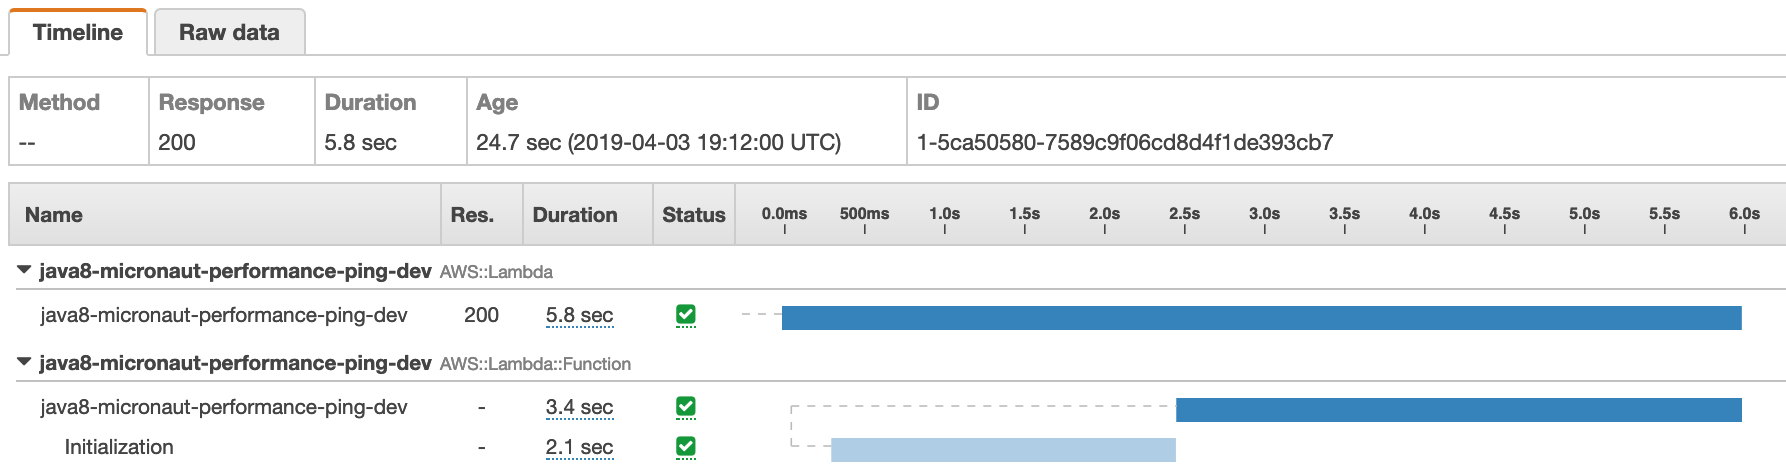 Timeline Raw data
Method Response Duration Age ID
-- 200 5.8 sec 24.7 sec (2019-04-03 19:12:00 UTC) 1-5ca50580-7589c9f06cd8d4f1de393cb7
Name Res. Duration Status 0.0ms 500ms 1.0s 1.5s 2.0s 2.5s 3.0s 3.5s 4.0s 4.5s 5.0s 5.5s 6.0s
java8-micronaut-performance-ping-dev AWS::Lambda
java8-micronaut-performance-ping-dev 200 5.8 sec
java8-micronaut-performance-ping-dev AWS::Lambda::Function
java8-micronaut-performance-ping-dev - 3.4 sec
Initialization - 2.1 sec